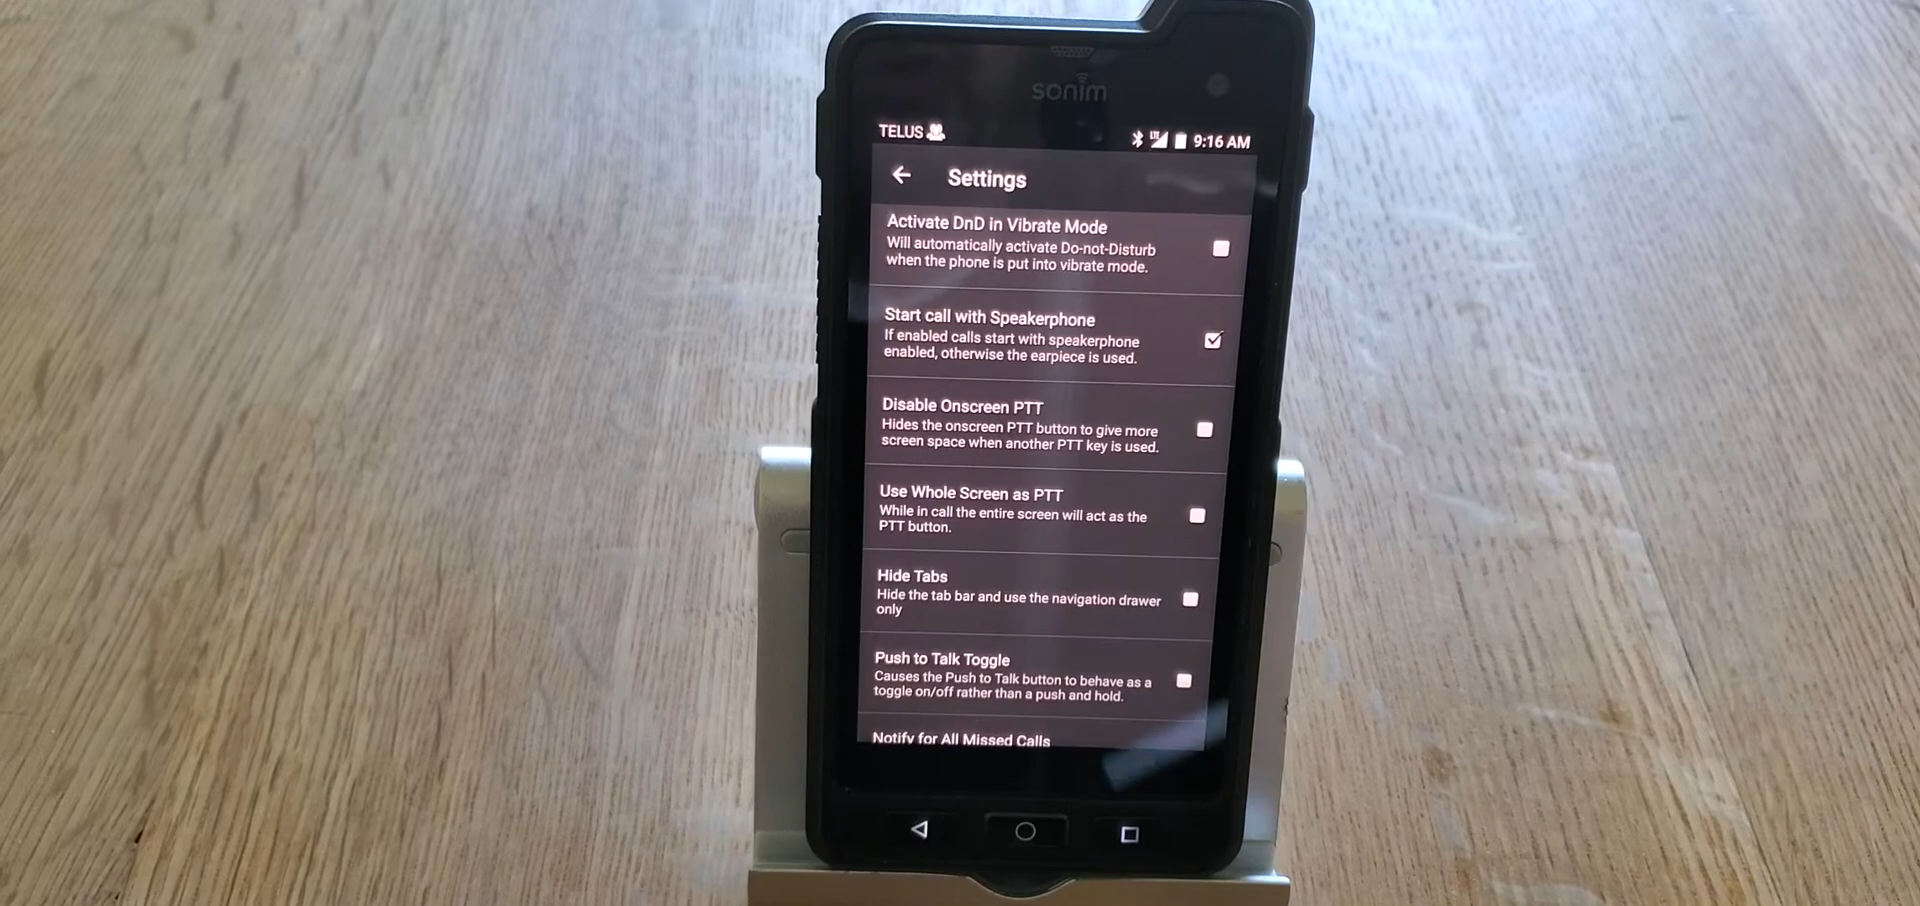 sonim
TELUS
LTE
9:16 AM
Settings
Activate DnD in Vibrate Mode
Will automatically activate Do-not-Disturb
when the phone is put into vibrate mode.
Start call with Speakerphone
If enabled calls start with speakerphone
enabled, otherwise the earpiece is used.
Disable Onscreen PTT
Hides the onscreen PTT button to give more
screen space when another PTT key is used.
Use Whole Screen as PTT
While in call the entire screen will act as the
PTT button.
Hide Tabs
Hide the tab bar and use the navigation drawer
only
Push to Talk Toggle
Causes the Push to Talk button to behave as a
toggle on/off rather than a push and hold.
Notify for All Missed Calls